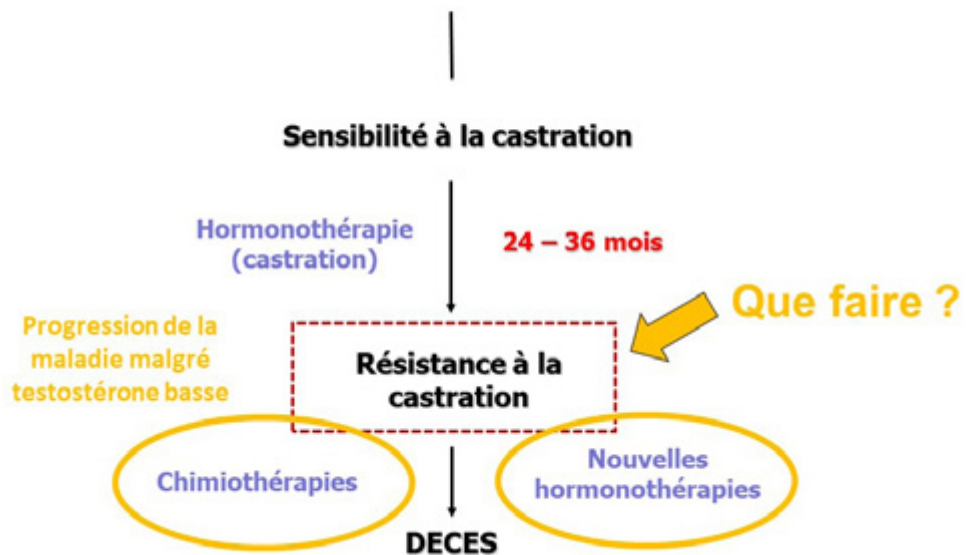 Sensibilité à la castration
Hormonothérapie
(castration)
24 – 36 mois
Que faire ?
Progression de la
maladie malgré
testostérone basse
Résistance à la
castration
Chimiothérapies
Nouvelles
hormonothérapies
DECES